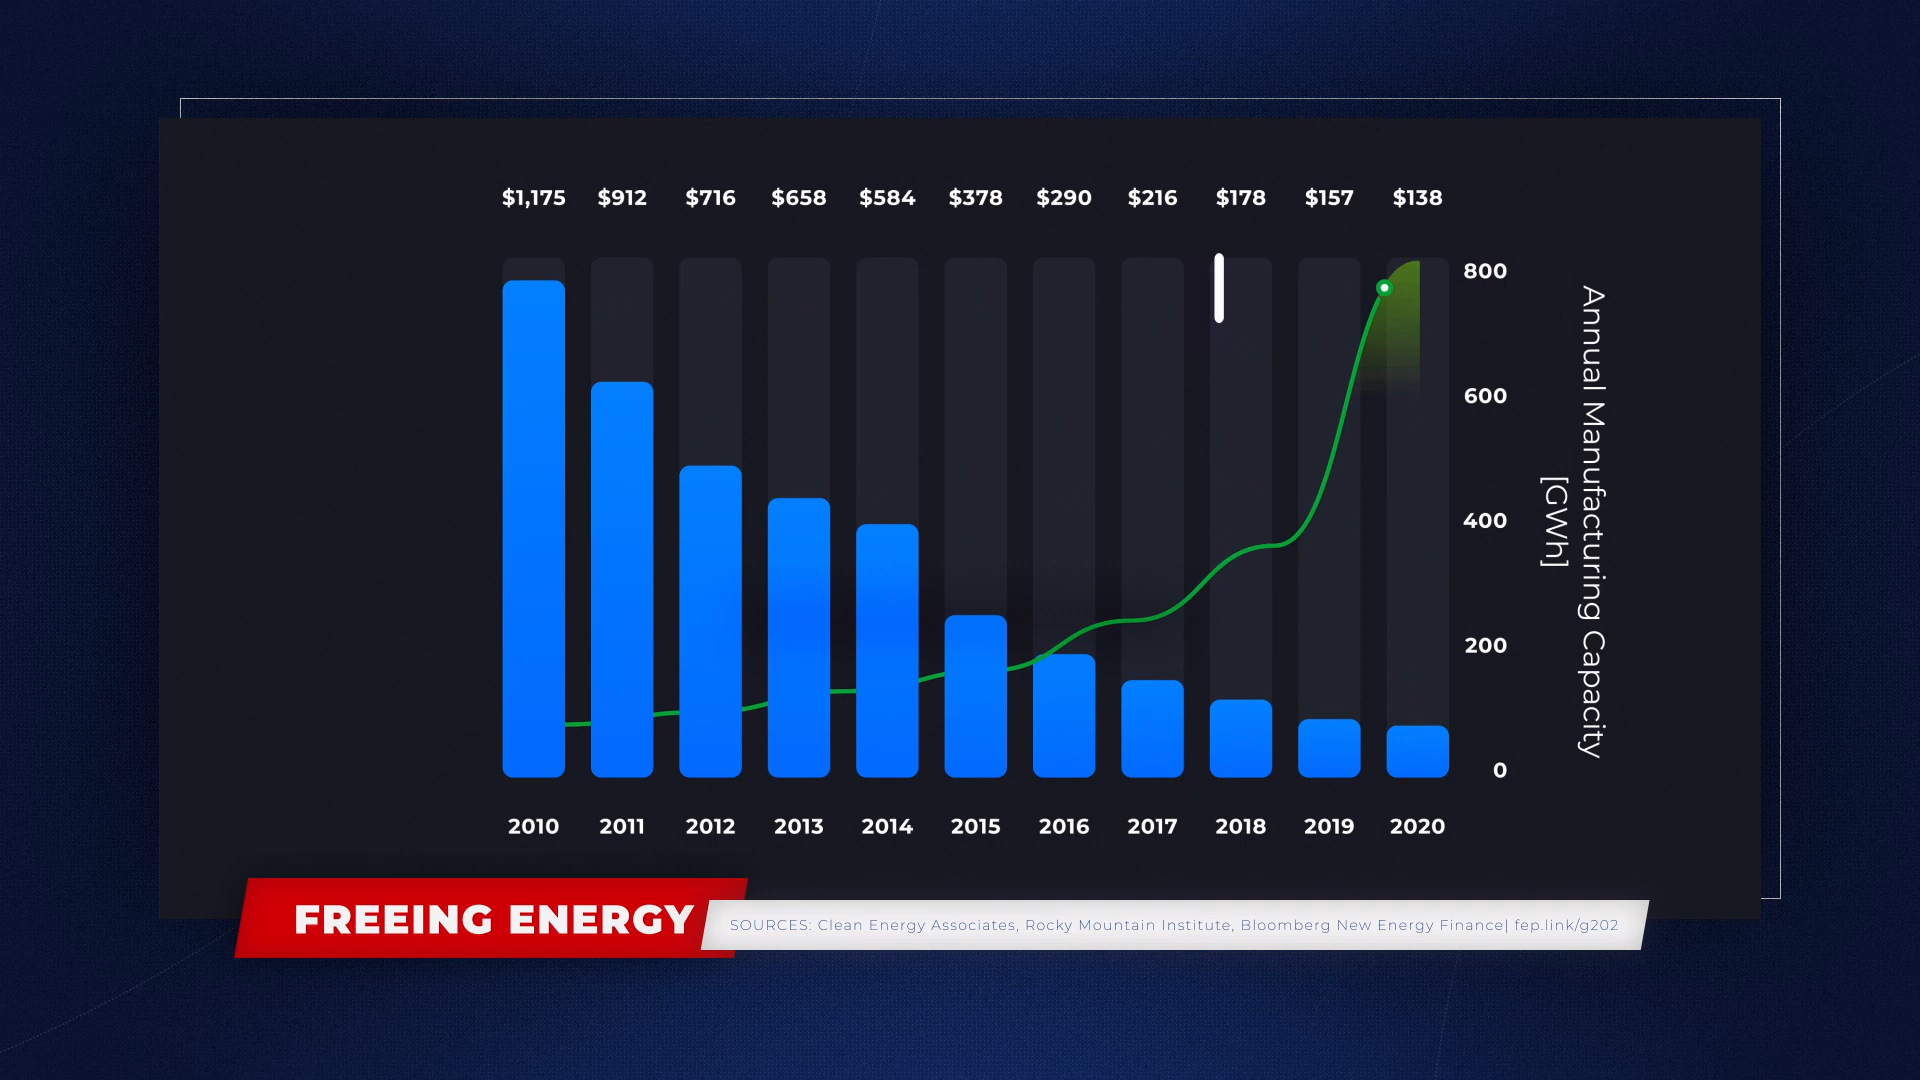 $1,175 $912 $716 $658 $584 $378 $290 $216 $178 $157 $138
800
600
400
200
0
Annual Manufacturing Capacity
[GWh]
2010 2011 2012 2013 2014 2015 2016 2017 2018 2019 2020
FREEING ENERGY
SOURCES: Clean Energy Associates, Rocky Mountain Institute, Bloomberg New Energy Finance| fep.link/g202